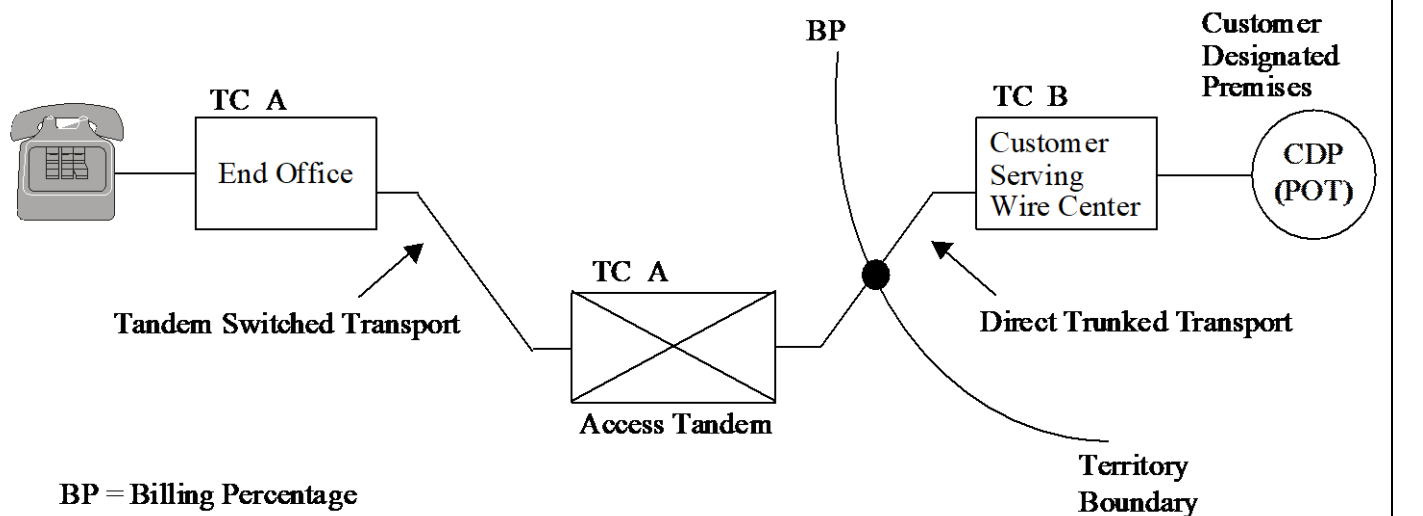 BP
Customer
Designated
Premises
TC A
TC B
End Office
Customer
Serving
Wire Center
CDP
(POT)
TC A
Tandem Switched Transport
Direct Trunked Transport
Access Tandem
Territory
Boundary
BP = Billing Percentage